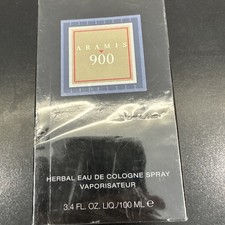 ARAMIS
900
HERBAL EAU DE COLOGNE SPRAY
VAPORISATEUR
3.4 FL. OZ. LIQ./100 ML ℮